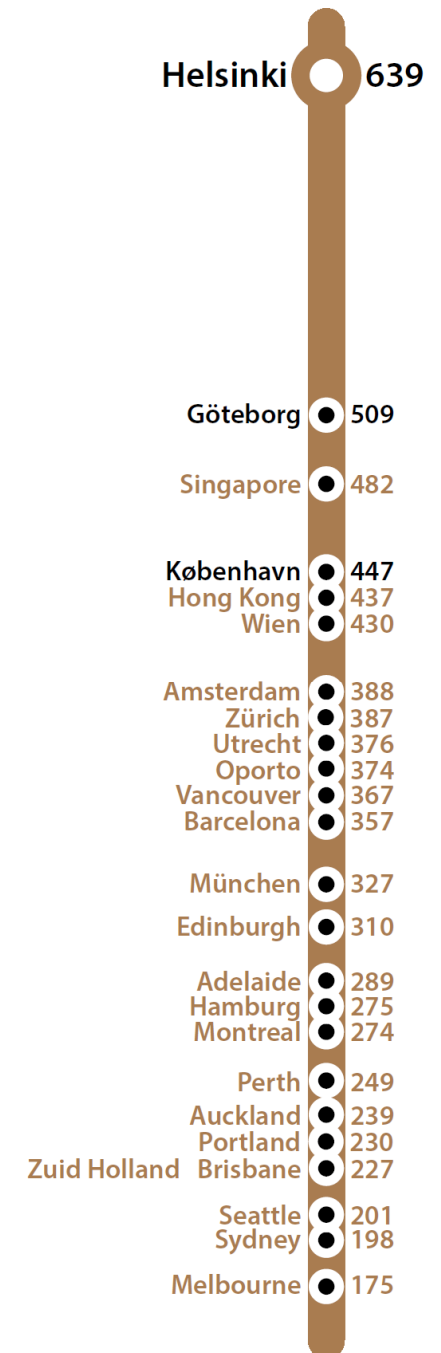 Helsinki 639
Göteborg 509
Singapore 482
København 447
Hong Kong 437
Wien 430
Amsterdam 388
Zürich 387
Utrecht 376
Oporto 374
Vancouver 367
Barcelona 357
München 327
Edinburgh 310
Adelaide 289
Hamburg 275
Montreal 274
Perth 249
Auckland 239
Portland 230
Zuid Holland Brisbane 227
Seattle 201
Sydney 198
Melbourne 175